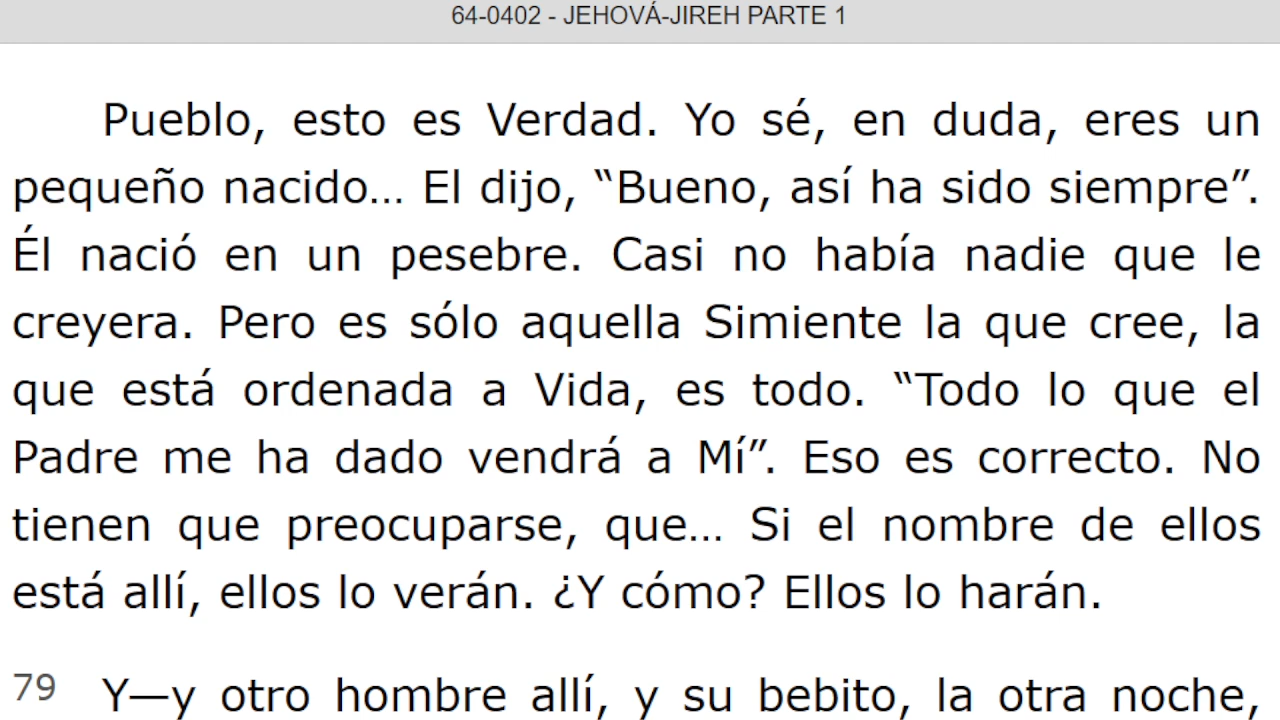 64-0402 - JEHOVÁ-JIREH PARTE 1
Pueblo, esto es Verdad. Yo sé, en duda, eres un
pequeño nacido… El dijo, “Bueno, así ha sido siempre”.
Él nació en un pesebre. Casi no había nadie que le
creyera. Pero es sólo aquella Simiente la que cree, la
que está ordenada a Vida, es todo. “Todo lo que el
Padre me ha dado vendrá a Mí”. Eso es correcto. No
tienen que preocuparse, que… Si el nombre de ellos
está allí, ellos lo verán. ¿Y cómo? Ellos lo harán.
79 Y—y otro hombre allí, y su bebito, la otra noche,